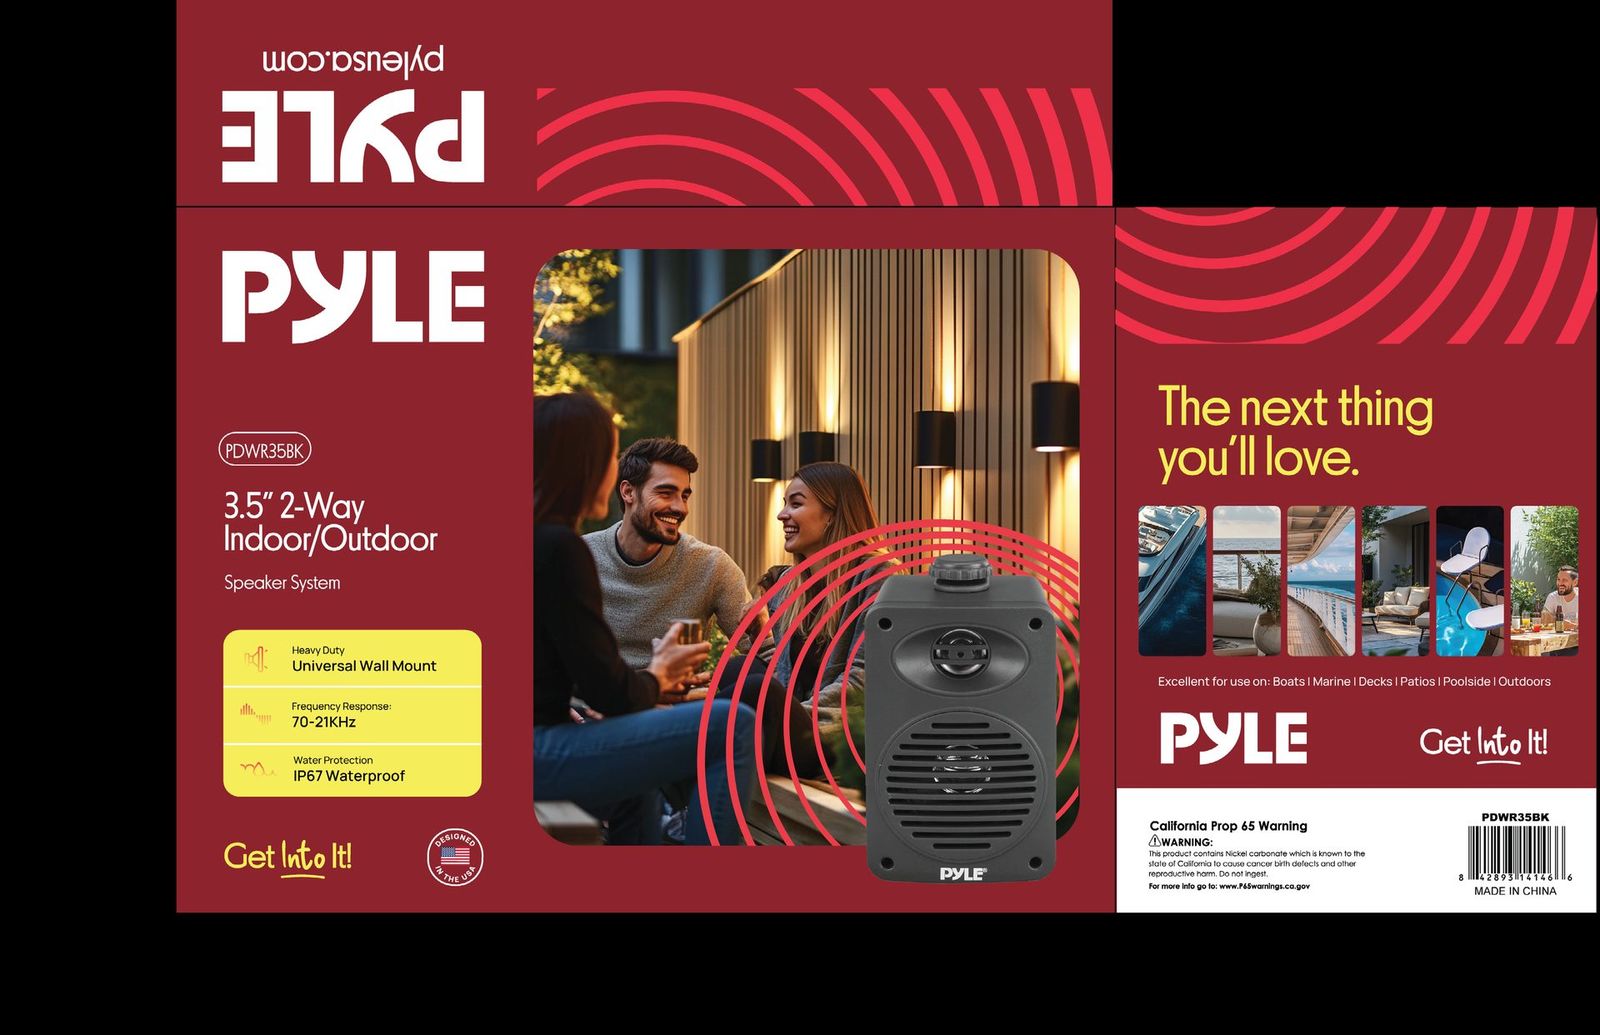 pyleusa.com
PYLE
PYLE
PDWR35BK
3.5" 2-Way
Indoor/Outdoor
Speaker System
Heavy Duty
Universal Wall Mount
Frequency Response:
70-21KHz
Water Protection
IP67 Waterproof
Get Into It!
DESIGNED
IN THE USA
PYLE®
The next thing
you'll love.
Excellent for use on: Boats | Marine | Decks | Patios | Poolside | Outdoors
PYLE
Get Into It!
California Prop 65 Warning
⚠WARNING:
This product contains Nickel carbonate which is known to the
state of California to cause cancer birth defects and other
reproductive harm. Do not ingest.
For more info go to: www.P65warnings.ca.gov
PDWR35BK
8 42893 14146 6
MADE IN CHINA